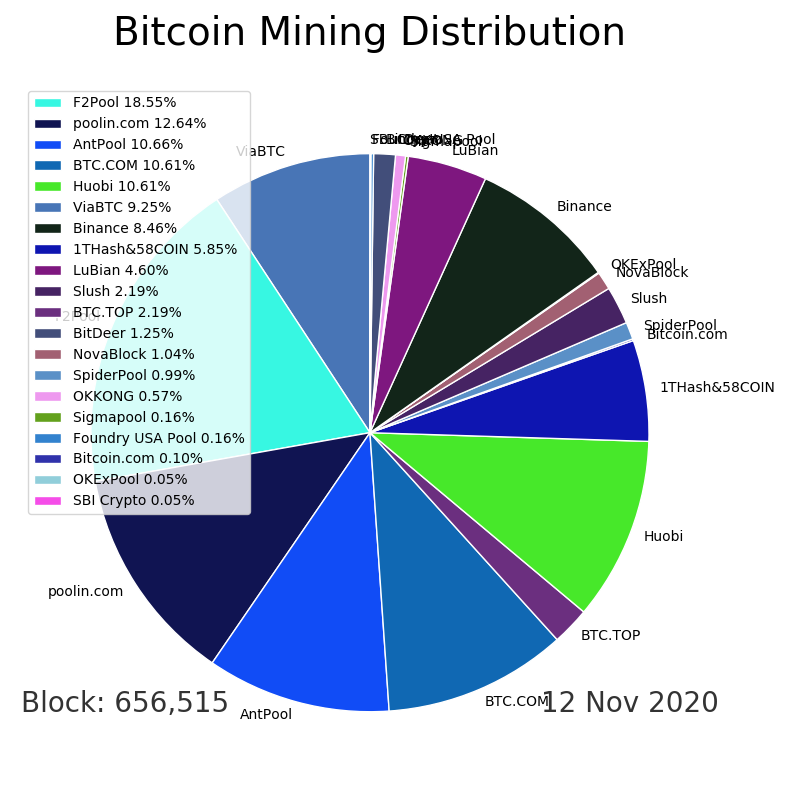 Bitcoin Mining Distribution
F2Pool 18.55%
poolin.com 12.64%
AntPool 10.66%
BTC.COM 10.61%
Huobi 10.61%
ViaBTC 9.25%
Binance 8.46%
1THash&58COIN 5.85%
LuBian 4.60%
Slush 2.19%
BTC.TOP 2.19%
BitDeer 1.25%
NovaBlock 1.04%
SpiderPool 0.99%
OKKONG 0.57%
Sigmapool 0.16%
Foundry USA Pool 0.16%
Bitcoin.com 0.10%
OKExPool 0.05%
SBI Crypto 0.05%
ViaBTC
F2Pool
poolin.com
AntPool
BTC.COM
BTC.TOP
Huobi
1THash&58COIN
Bitcoin.com
SpiderPool
Slush
NovaBlock
OKExPool
Binance
LuBian
Sigmapool
Block: 656,515
12 Nov 2020